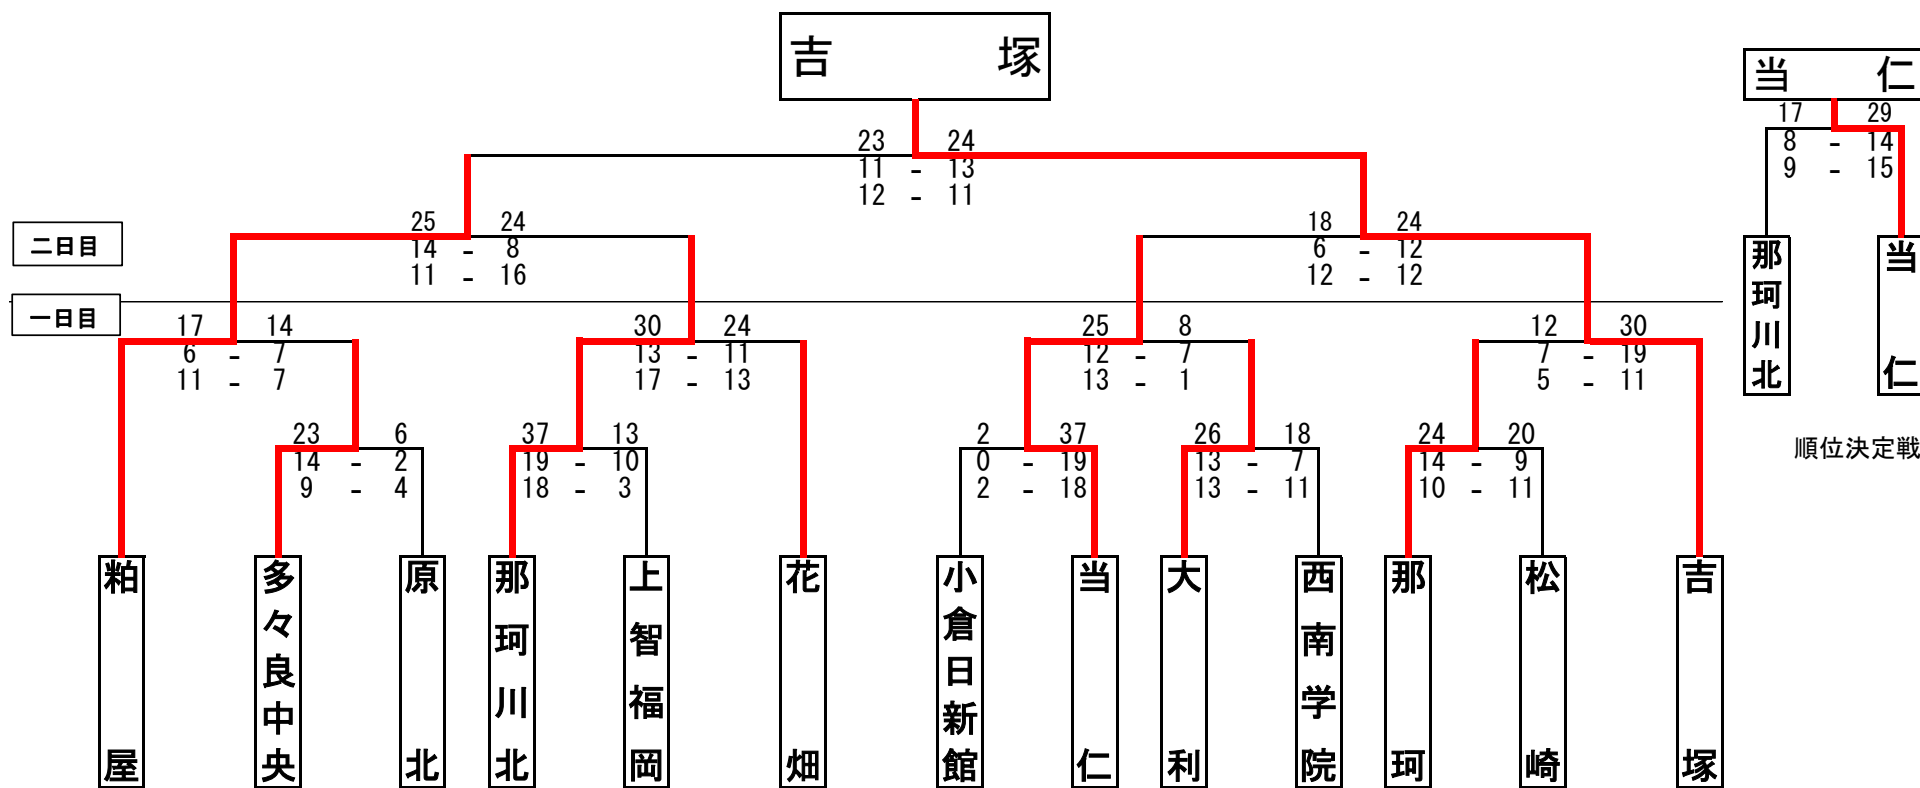 吉塚
当仁
17 29
8 - 14
9 - 15
23 24
11 - 13
12 - 11
那珂川北
当仁
順位決定戦
二日目
25 24
14 - 8
11 - 16
18 24
6 - 12
12 - 12
一日目
17 14
6 - 7
11 - 7
30 24
13 - 11
17 - 13
25 8
12 - 7
13 - 1
12 30
7 - 19
5 - 11
23 6
14 - 2
9 - 4
37 13
19 - 10
18 - 3
2 37
0 - 19
2 - 18
26 18
13 - 7
13 - 11
24 20
14 - 9
10 - 11
粕屋
多々良中央
原北
那珂川北
上智福岡
花畑
小倉日新館
当仁
大利
西南学院
那珂
松崎
吉塚